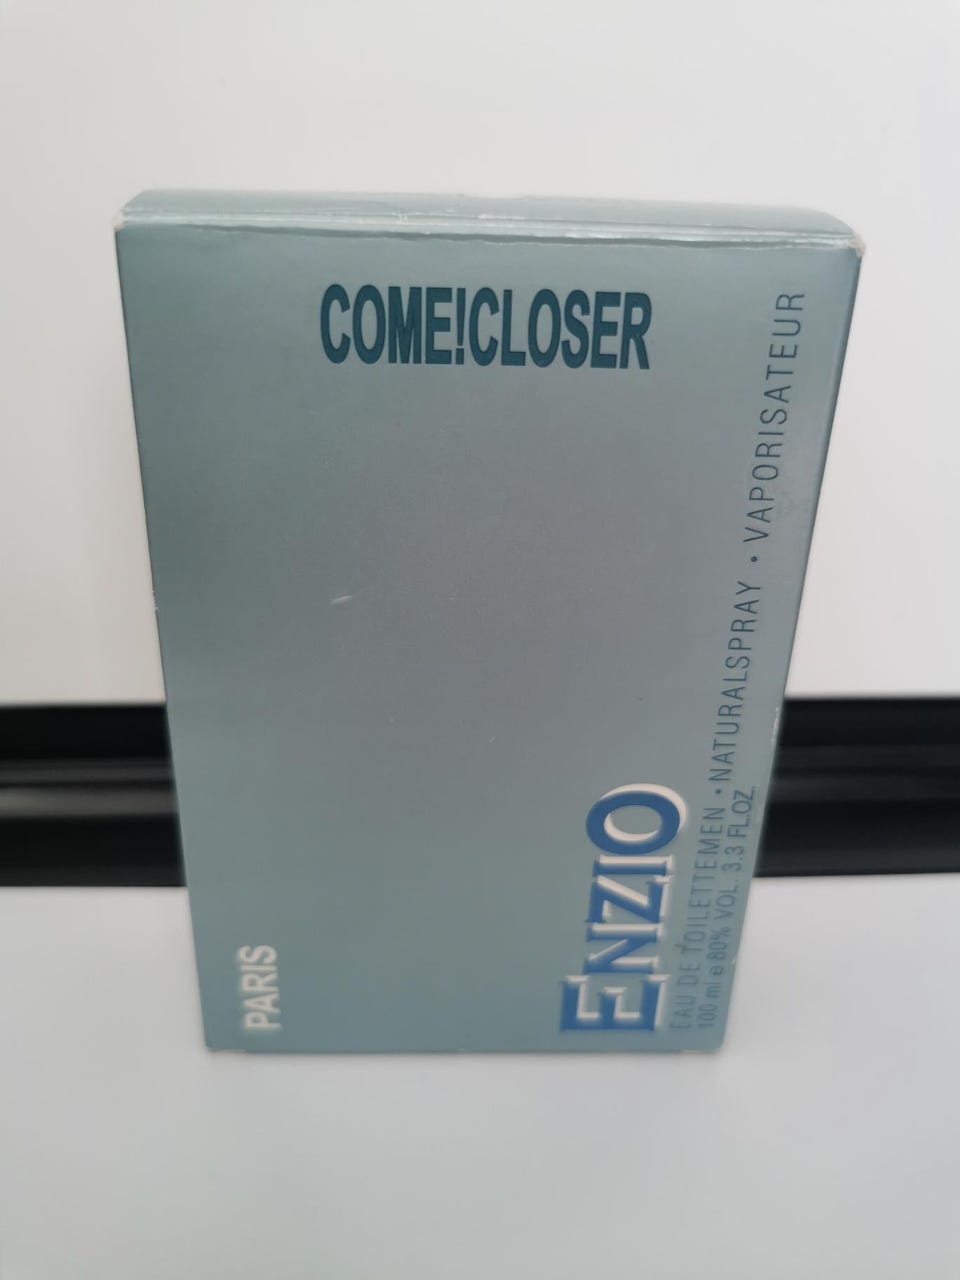 COME!CLOSER
PARIS
ENZIO
EAU DE TOILETTEMEN • NATURALSPRAY • VAPORISATEUR
100 ml e 80% VOL. 3.3 FL.OZ.